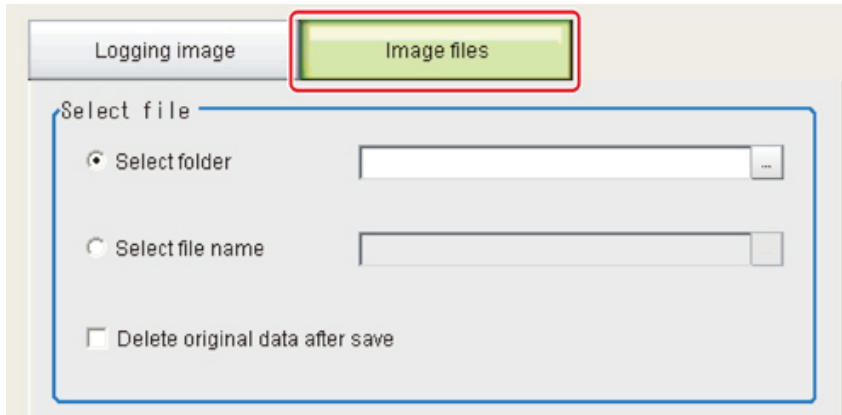 Logging image
Image files
Select file
Select folder
...
Select file name
...
Delete original data after save